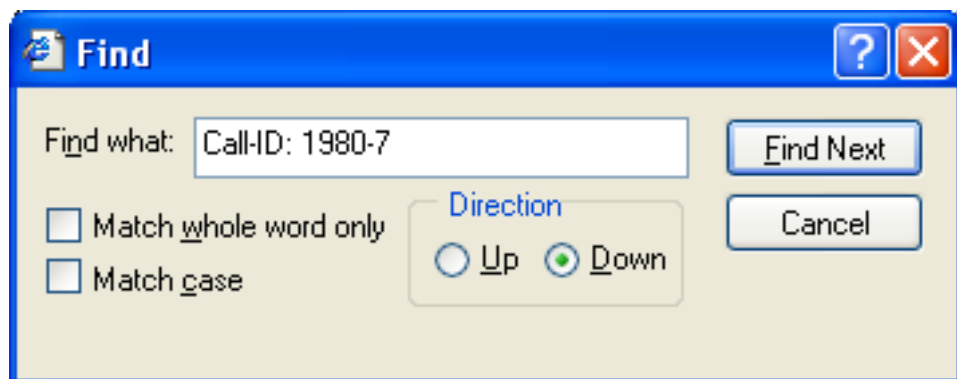 Find
Find what: Call-ID: 1980-7
Find Next
Match whole word only
Direction
Cancel
Up Down
Match case